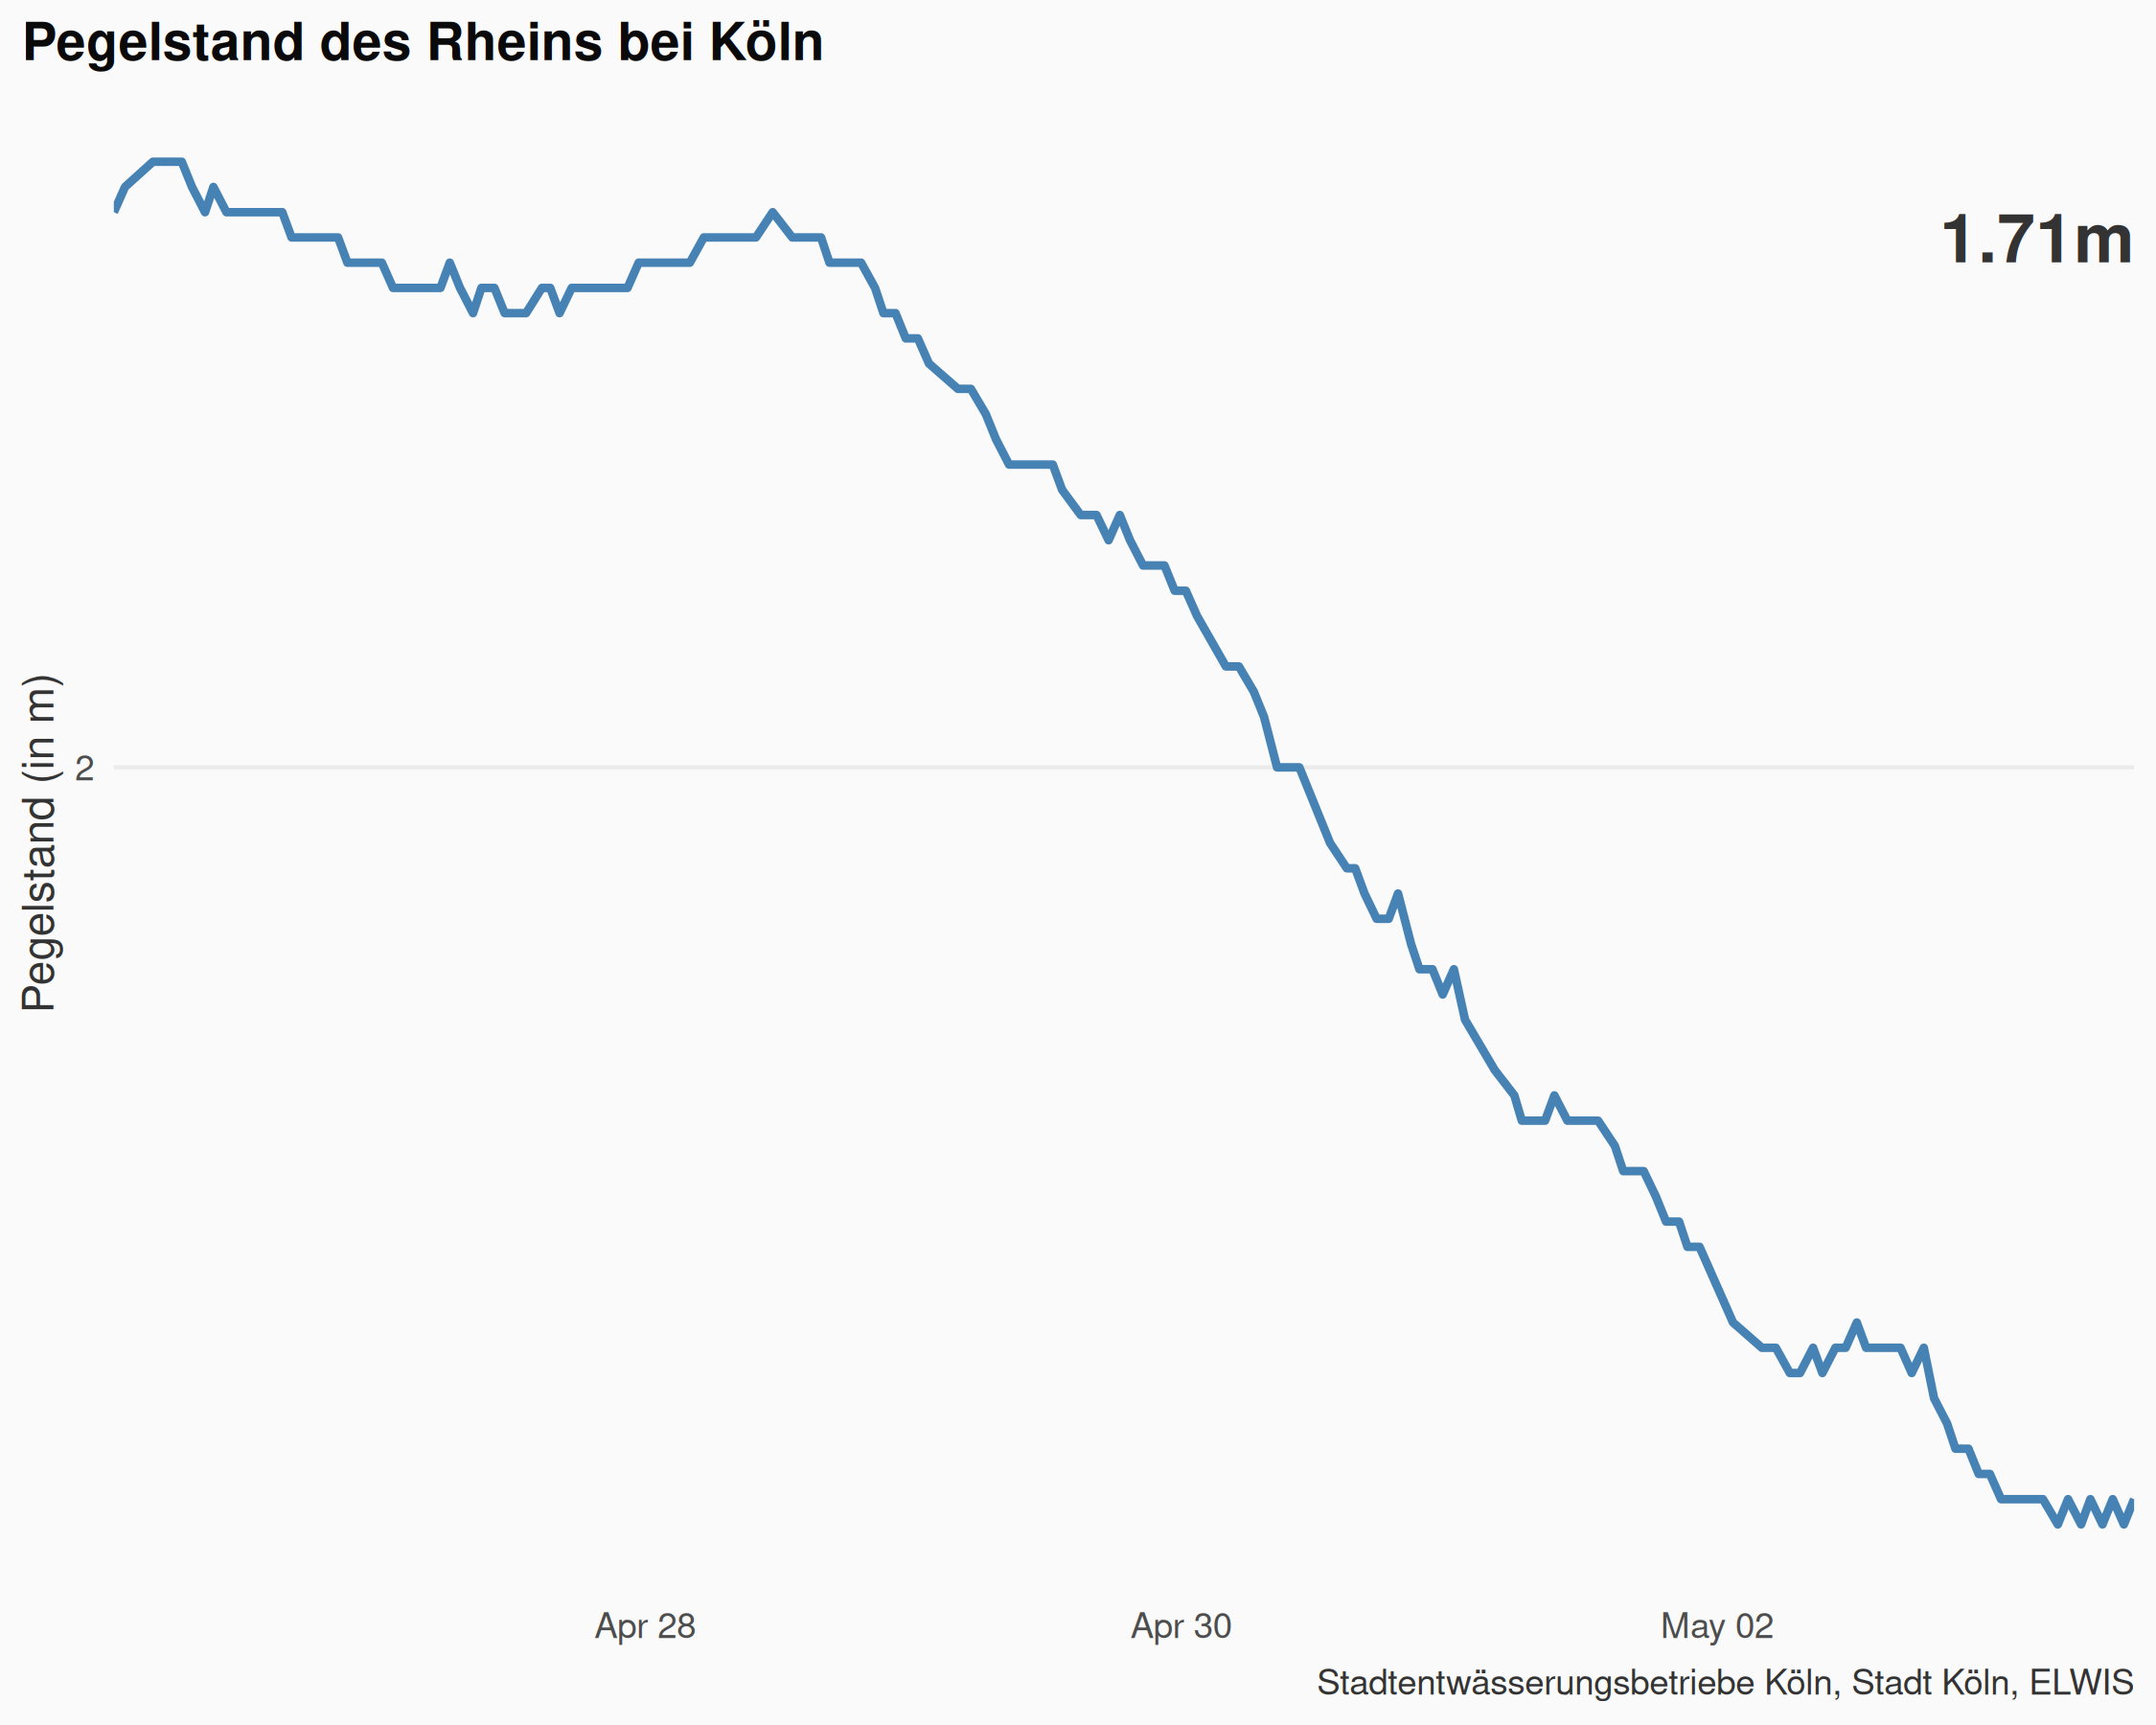 Pegelstand des Rheins bei Köln
1.71m
Pegelstand (in m)
2
Apr 28
Apr 30
May 02
Stadtentwässerungsbetriebe Köln, Stadt Köln, ELWIS